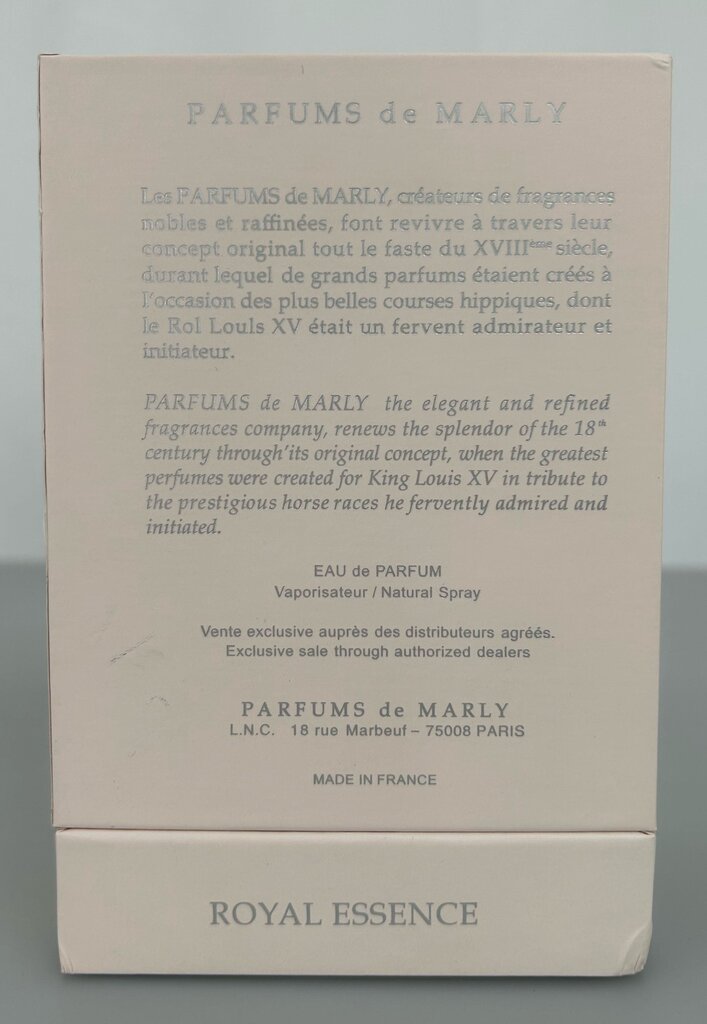 PARFUMS de MARLY
Les PARFUMS de MARLY, créateurs de fragrances
nobles et raffinées, font revivre à travers leur
concept original tout le faste du XVIIIème siècle,
durant lequel de grands parfums étaient créés à
l'occasion des plus belles courses hippiques, dont
le Roi Louis XV était un fervent admirateur et
initiateur.
PARFUMS de MARLY the elegant and refined
fragrances company, renews the splendor of the 18th
century through'its original concept, when the greatest
perfumes were created for King Louis XV in tribute to
the prestigious horse races he fervently admired and
initiated.
EAU de PARFUM
Vaporisateur / Natural Spray
Vente exclusive auprès des distributeurs agréés.
Exclusive sale through authorized dealers
PARFUMS de MARLY
L.N.C. 18 rue Marbeuf – 75008 PARIS
MADE IN FRANCE
ROYAL ESSENCE